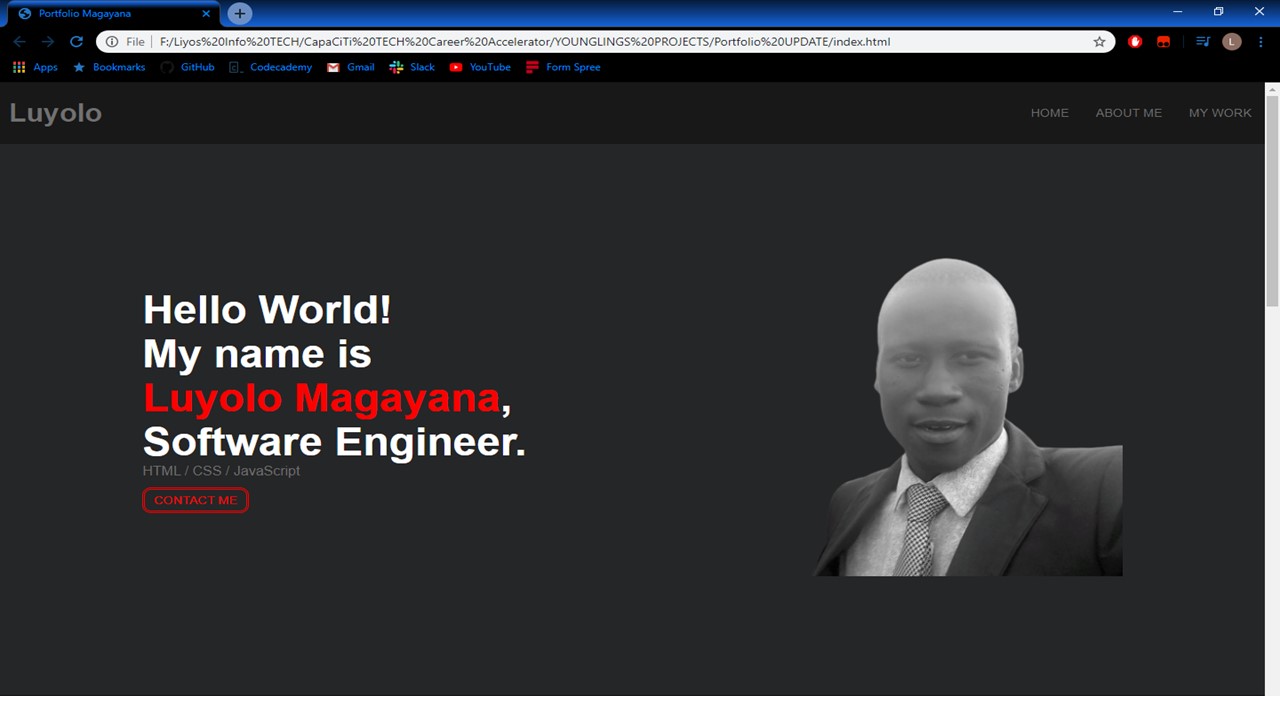 Portfolio Magayana
File F:/Liyos%20Info%20TECH/CapaCiTi%20TECH%20Career%20Accelerator/YOUNGLINGS%20PROJECTS/Portfolio%20UPDATE/index.html L
Apps Bookmarks GitHub Codecademy Gmail Slack YouTube Form Spree
Luyolo HOME ABOUT ME MY WORK
Hello World!
My name is
Luyolo Magayana,
Software Engineer.
HTML / CSS / JavaScript
CONTACT ME